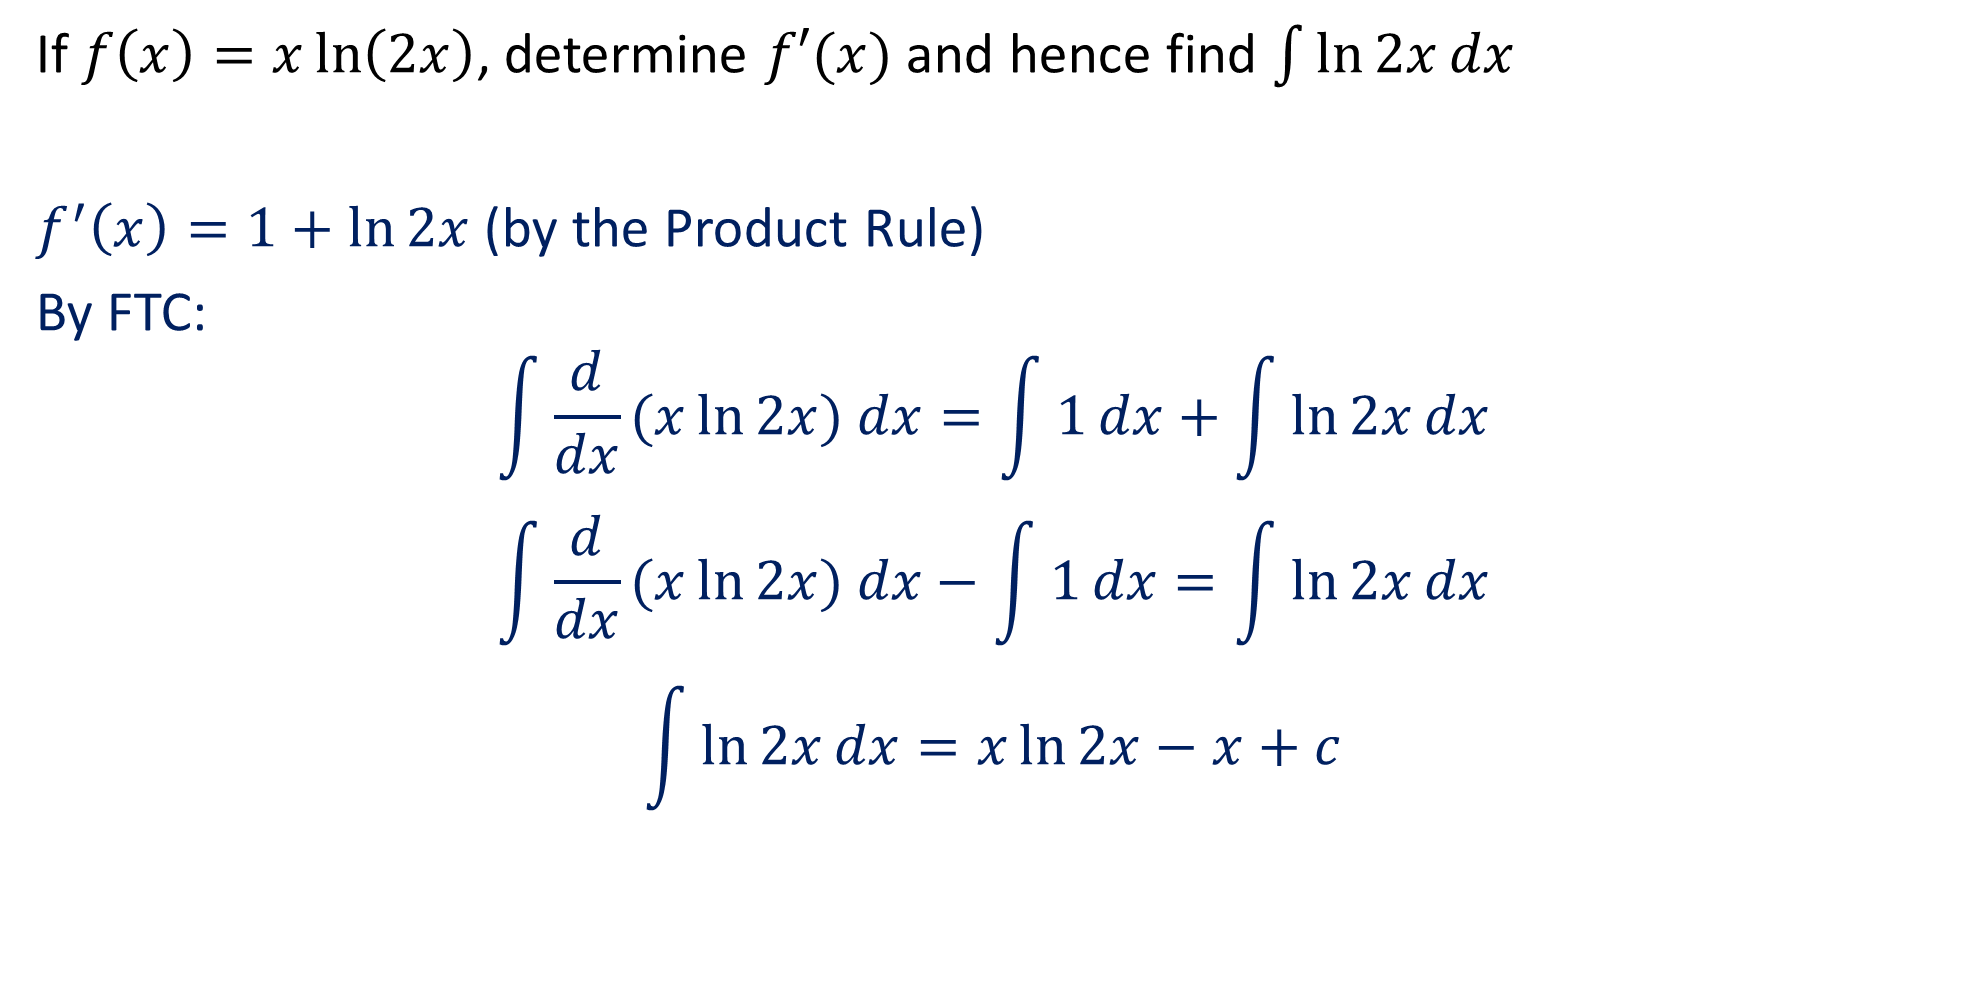 If f(x) = x ln(2x), determine f′(x) and hence find ∫ ln 2x dx
f′(x) = 1 + ln 2x (by the Product Rule)
By FTC:
∫ d/dx (x ln 2x) dx = ∫ 1 dx + ∫ ln 2x dx
∫ d/dx (x ln 2x) dx − ∫ 1 dx = ∫ ln 2x dx
∫ ln 2x dx = x ln 2x − x + c